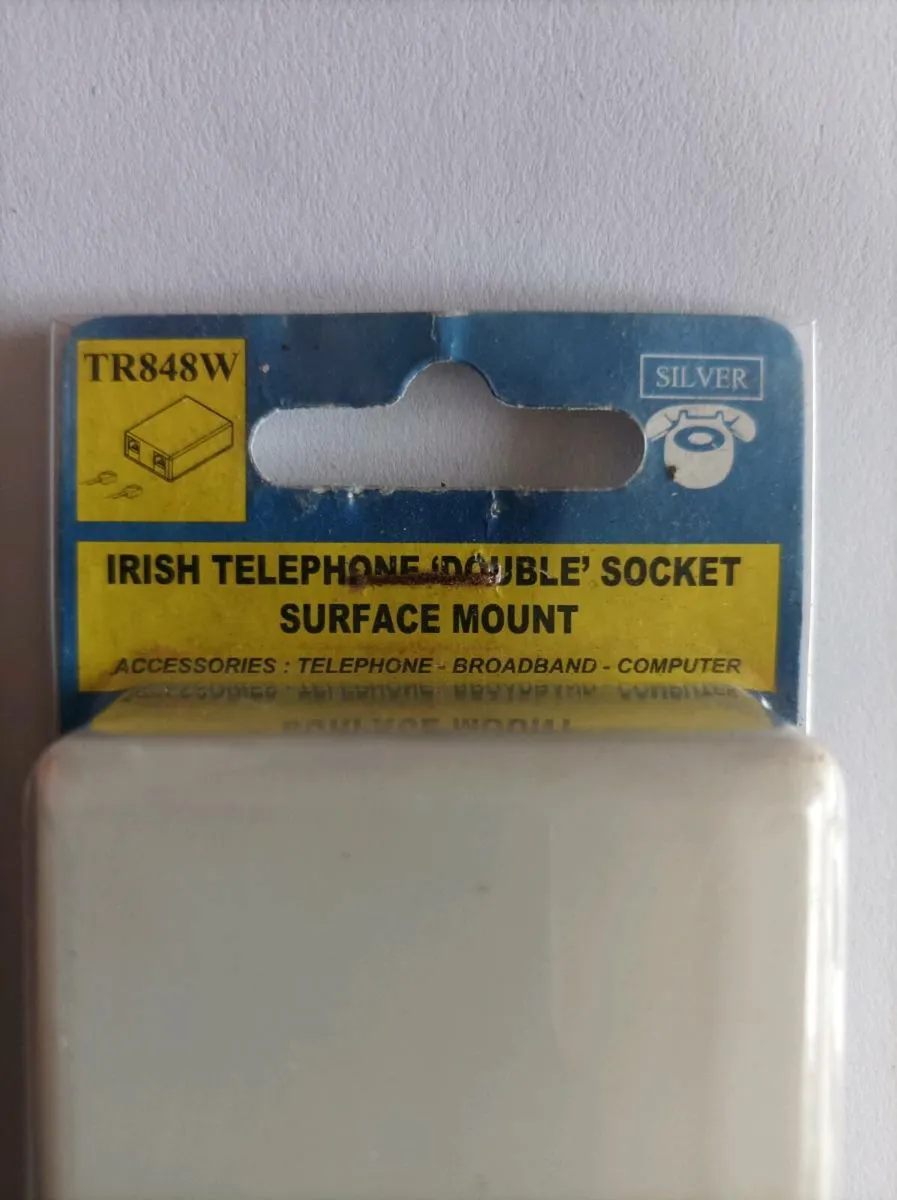 TR848W
SILVER
IRISH TELEPHONE ‘DOUBLE’ SOCKET
SURFACE MOUNT
ACCESSORIES : TELEPHONE - BROADBAND - COMPUTER